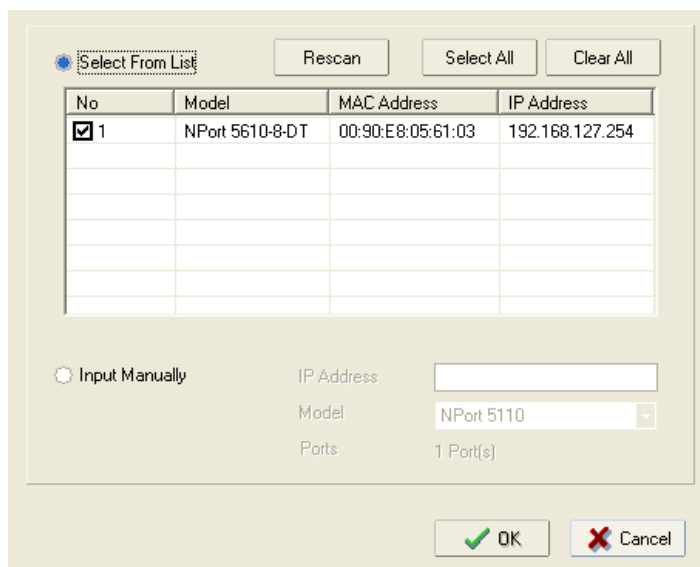 Select From List Rescan Select All Clear All
No Model MAC Address IP Address
1 NPort 5610-8-DT 00:90:E8:05:61:03 192.168.127.254
Input Manually IP Address
Model NPort 5110
Ports 1 Port(s)
OK Cancel